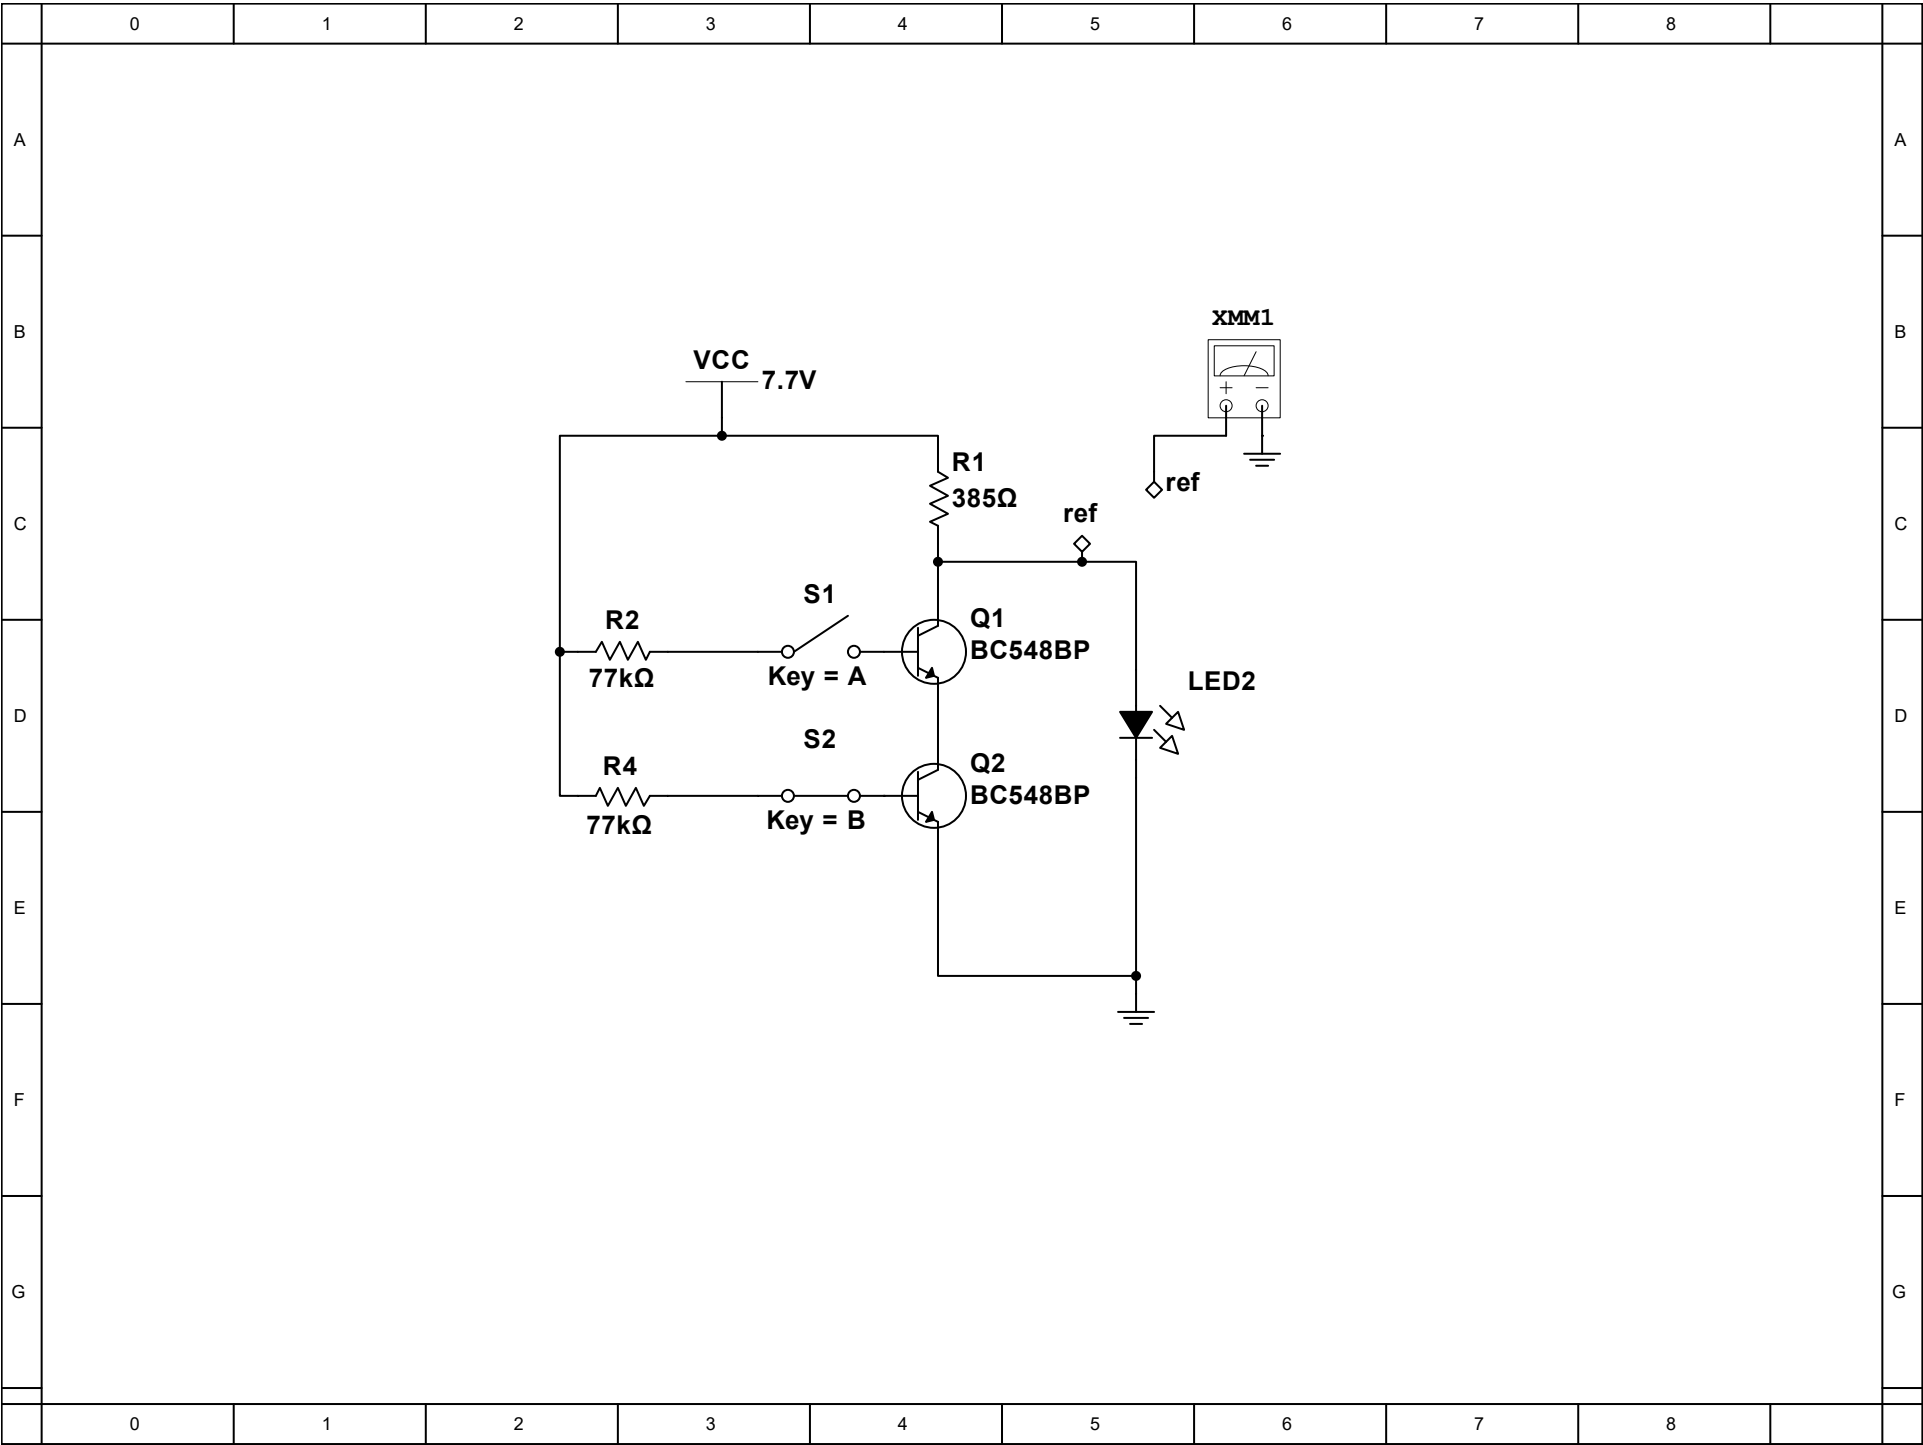 0 1 2 3 4 5 6 7 8
A A
B B
XMM1
VCC
7.7V
+ −
C C
R1
385Ω
ref
ref
S1
R2
Q1
BC548BP
77kΩ
Key = A
LED2
D D
S2
R4
Q2
BC548BP
77kΩ
Key = B
E E
F F
G G
0 1 2 3 4 5 6 7 8